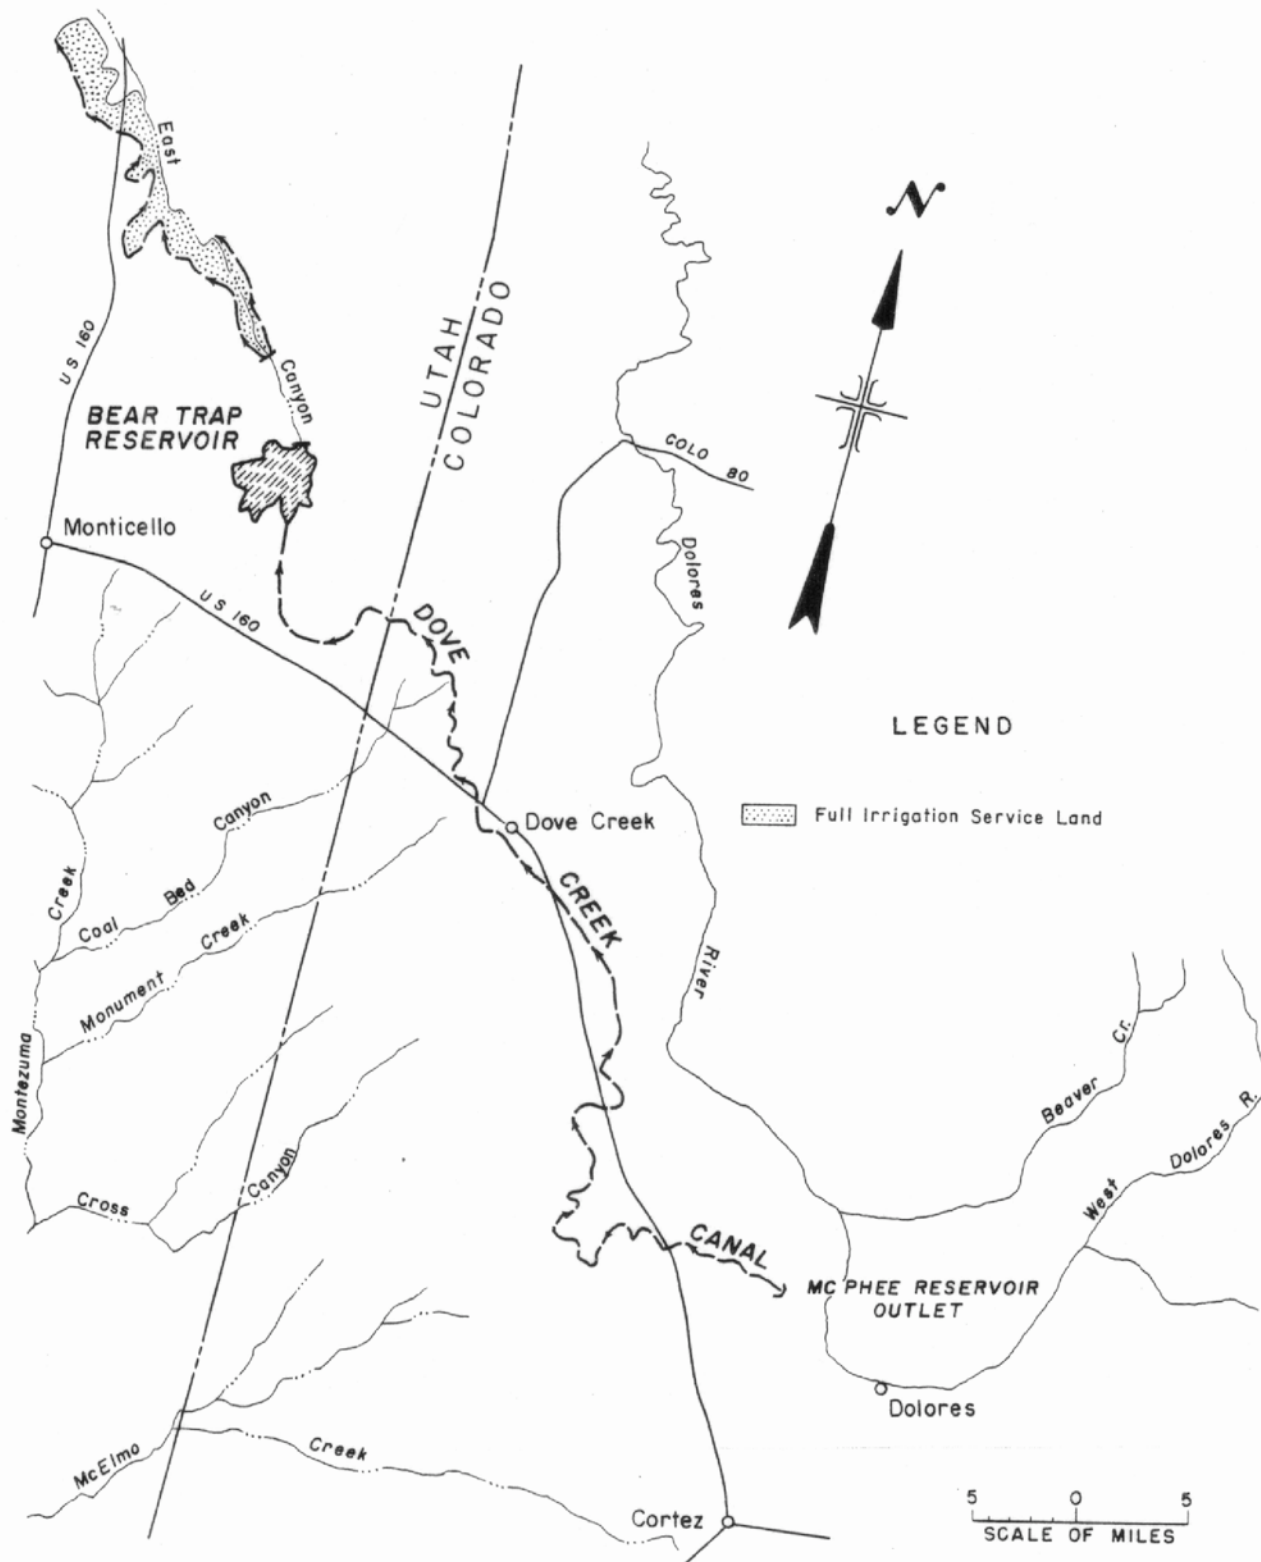 N
East
US 160
Canyon
UTAH
COLORADO
BEAR TRAP
RESERVOIR
COLO 80
Monticello
Dolores
US 160
DOVE
LEGEND
Full Irrigation Service Land
Canyon
Dove Creek
Creek
Bed
Coal
CREEK
Creek
Monument
River
Montezuma
Cr.
Beaver
Dolores R.
West
Canyon
Cross
CANAL
MC PHEE RESERVOIR
OUTLET
Dolores
McElmo
Creek
Cortez
5 0 5
SCALE OF MILES